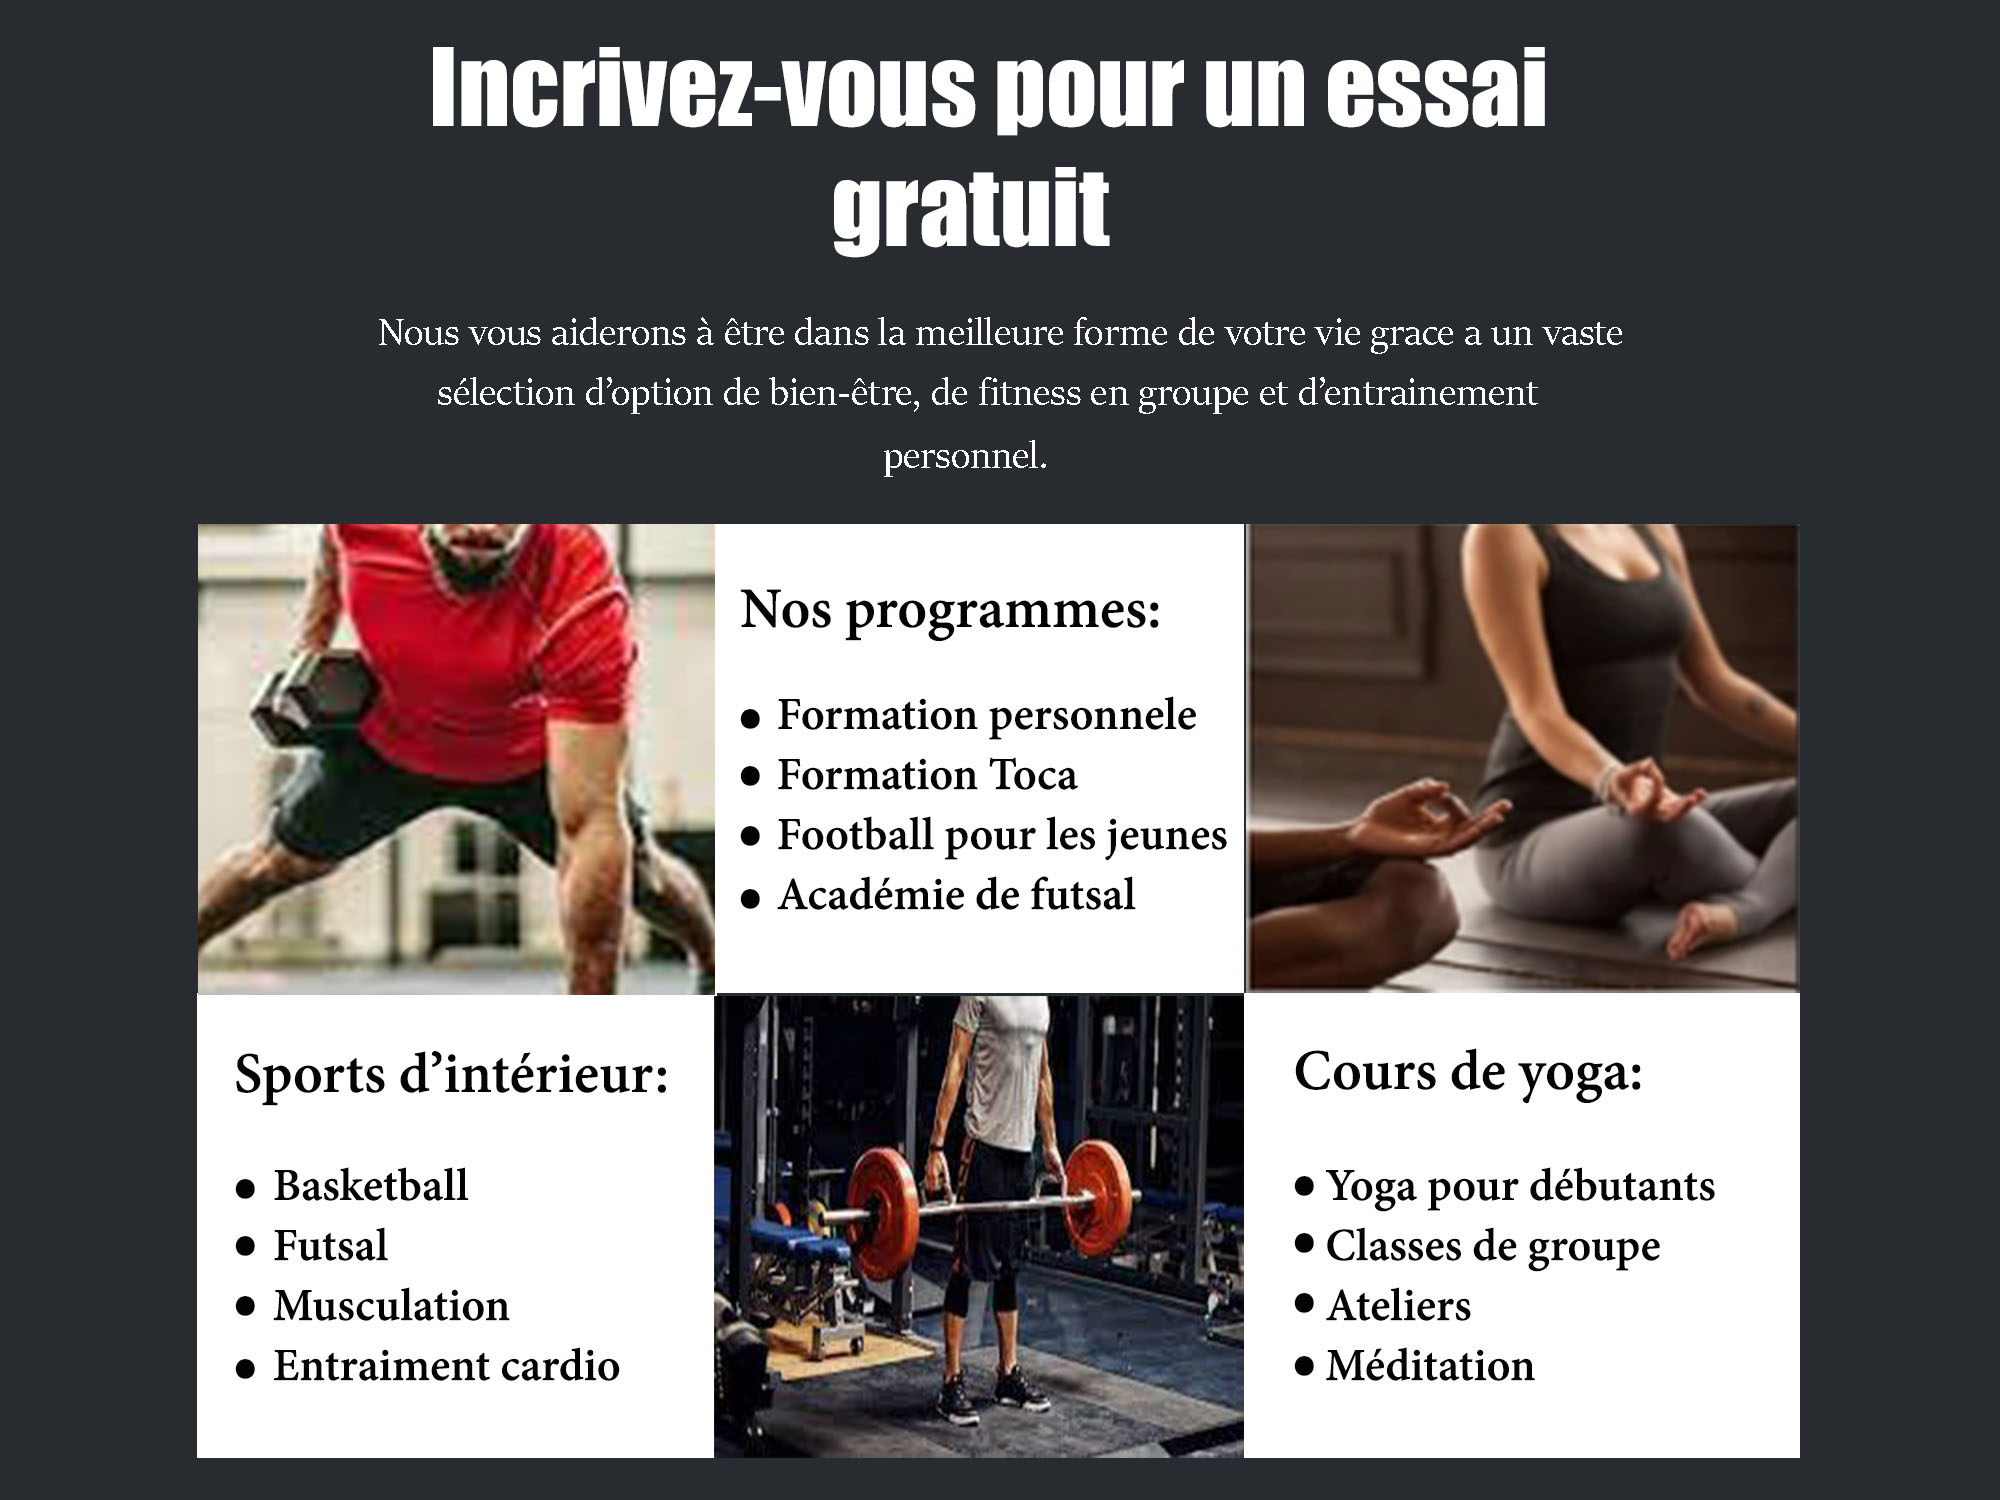 Incrivez-vous pour un essai
gratuit
Nous vous aiderons à être dans la meilleure forme de votre vie grace a un vaste
sélection d’option de bien-être, de fitness en groupe et d’entrainement
personnel.
Nos programmes:
• Formation personnele
• Formation Toca
• Football pour les jeunes
• Académie de futsal
Sports d’intérieur:
• Basketball
• Futsal
• Musculation
• Entraiment cardio
Cours de yoga:
• Yoga pour débutants
• Classes de groupe
• Ateliers
• Méditation